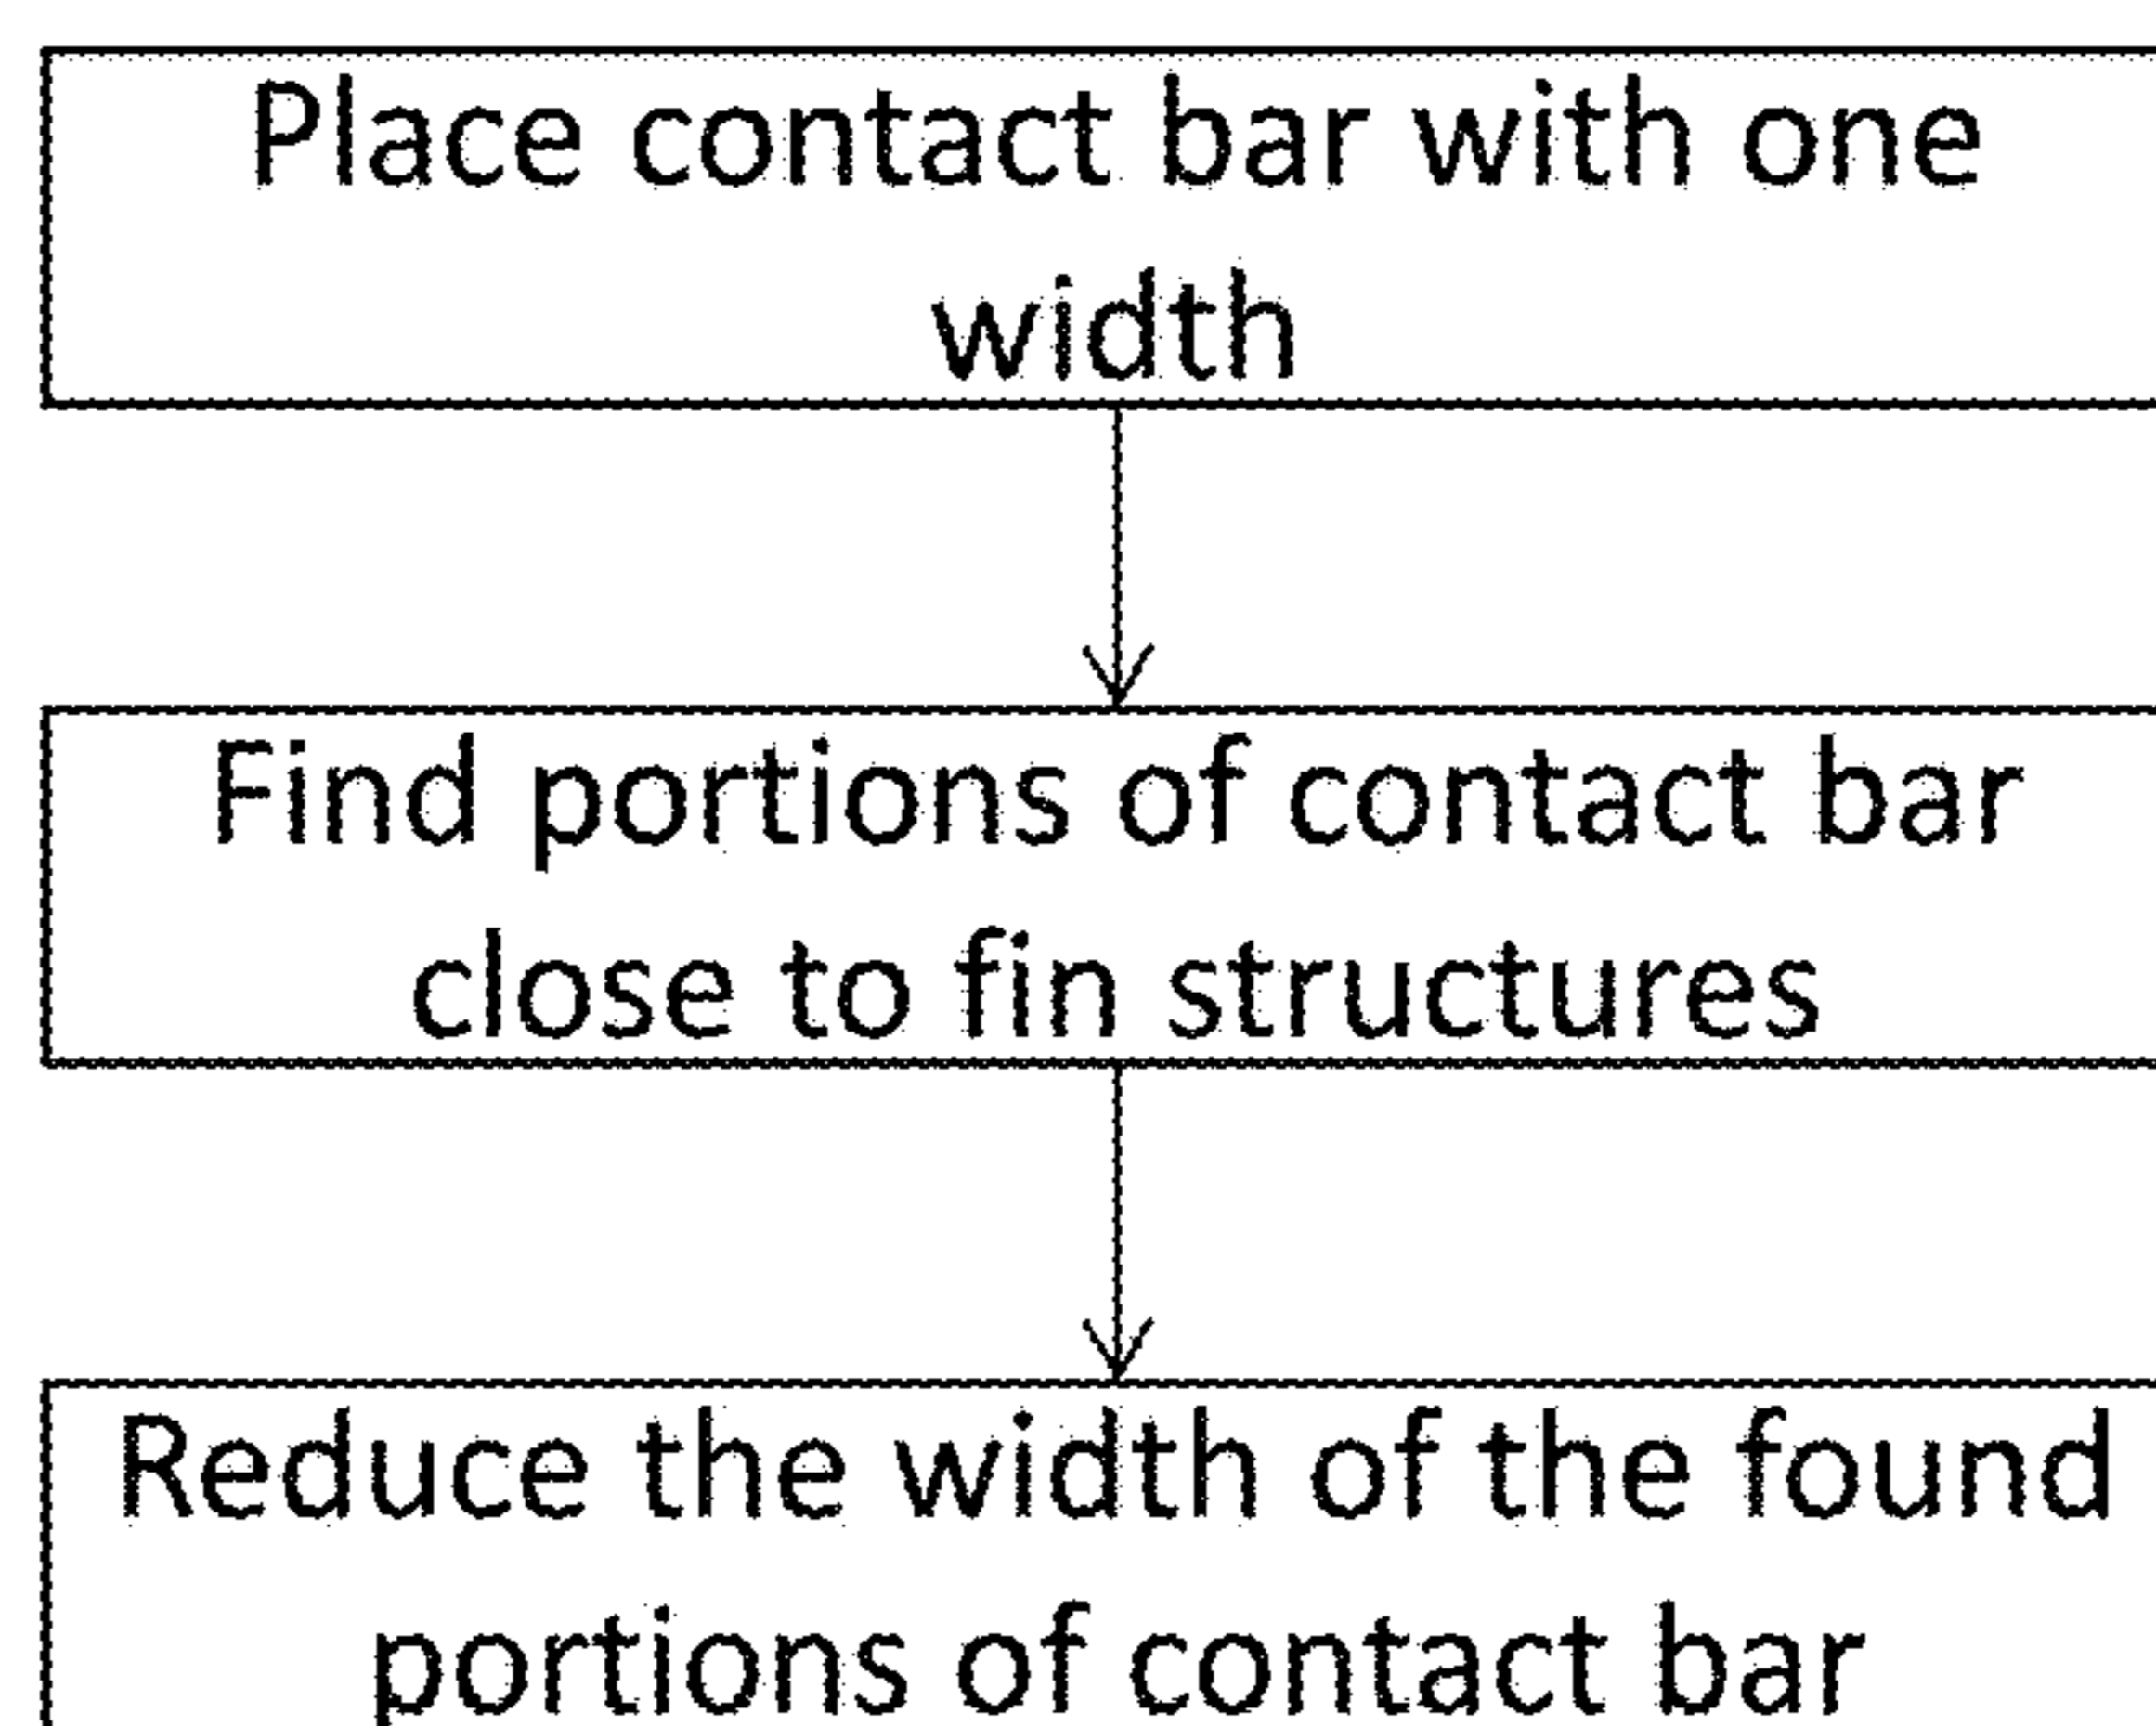 Place contact bar with one
width
Find portions of contact bar
close to fin structures
Reduce the width of the found
portions of contact bar